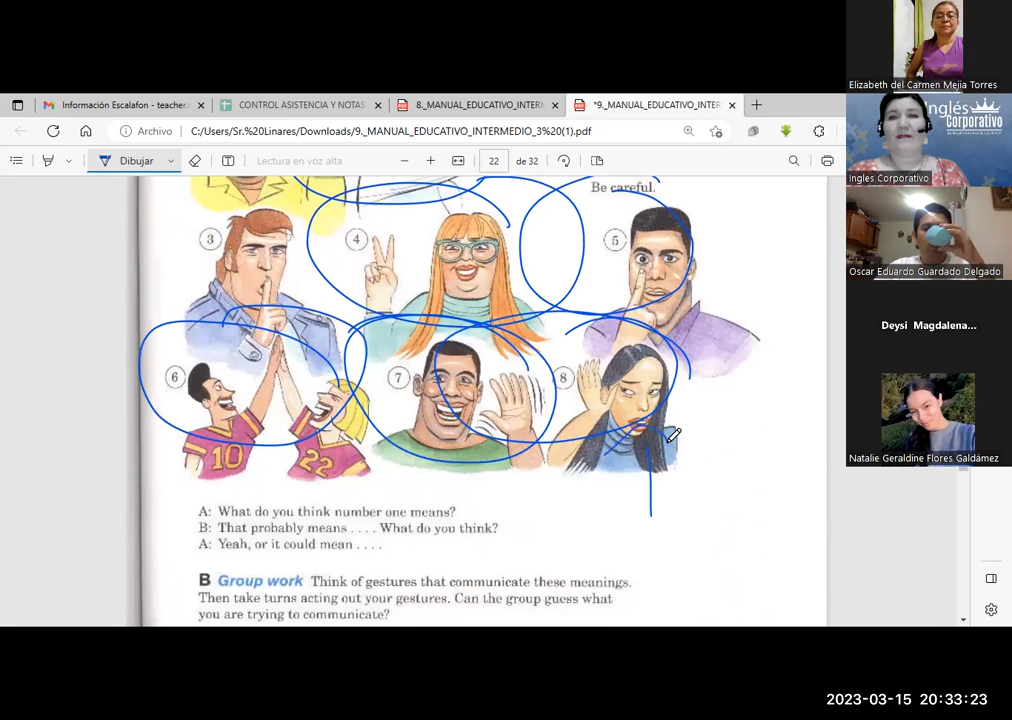 Elizabeth del Carmen Mejia Torres
Información Escalafon - teacher.
CONTROL ASISTENCIA Y NOTAS
8._MANUAL_EDUCATIVO_INTERM
*9._MANUAL_EDUCATIVO_INTER
Archivo
C:/Users/Sr.%20Linares/Downloads/9._MANUAL_EDUCATIVO_INTERMEDIO_3%20(1).pdf
Inglés
Corporativo
Ingles Corporativo
Dibujar
Lectura en voz alta
22
de 32
Be careful.
3
4
5
Oscar Eduardo Guardado Delgado
Deysi Magdalena...
6
7
8
10
22
Natalie Geraldine Flores Galdámez
A: What do you think number one means?
B: That probably means . . . . What do you think?
A: Yeah, or it could mean . . . .
B Group work Think of gestures that communicate these meanings.
Then take turns acting out your gestures. Can the group guess what
you are trying to communicate?
2023-03-15 20:33:23